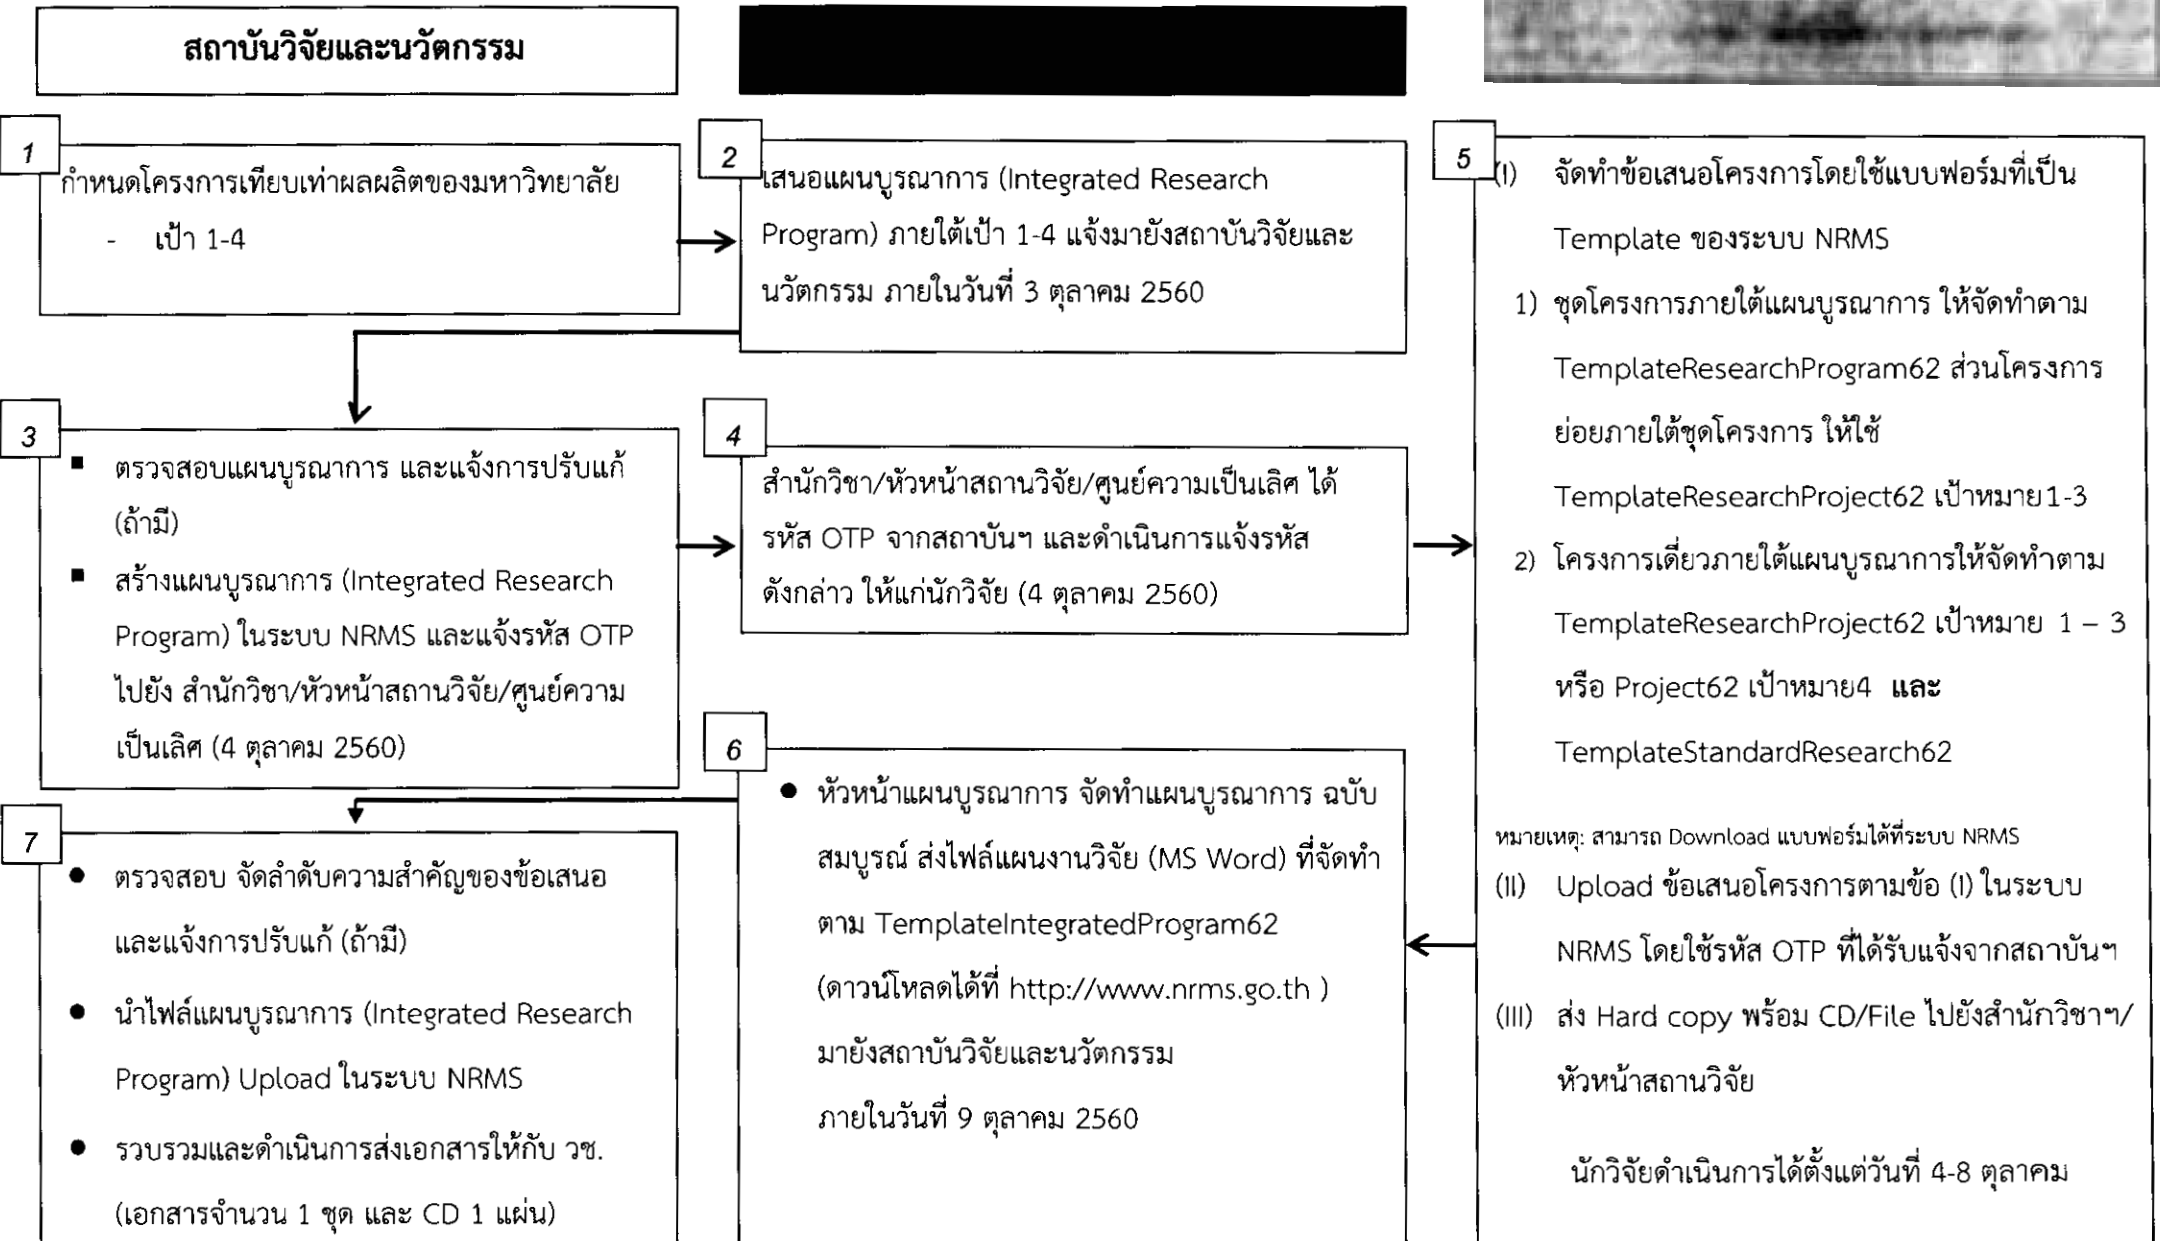 สถาบันวิจัยและนวัตกรรม
1
กำหนดโครงการเทียบเท่าผลผลิตของมหาวิทยาลัย
- เป้า 1-4
2
เสนอแผนบูรณาการ (Integrated Research
Program) ภายใต้เป้า 1-4 แจ้งมายังสถาบันวิจัยและ
นวัตกรรม ภายในวันที่ 3 ตุลาคม 2560
3
▪ ตรวจสอบแผนบูรณาการ และแจ้งการปรับแก้
(ถ้ามี)
▪ สร้างแผนบูรณาการ (Integrated Research
Program) ในระบบ NRMS และแจ้งรหัส OTP
ไปยัง สำนักวิชา/หัวหน้าสถานวิจัย/ศูนย์ความ
เป็นเลิศ (4 ตุลาคม 2560)
4
สำนักวิชา/หัวหน้าสถานวิจัย/ศูนย์ความเป็นเลิศ ได้
รหัส OTP จากสถาบันฯ และดำเนินการแจ้งรหัส
ดังกล่าว ให้แก่นักวิจัย (4 ตุลาคม 2560)
5
(I) จัดทำข้อเสนอโครงการโดยใช้แบบฟอร์มที่เป็น
Template ของระบบ NRMS
1) ชุดโครงการภายใต้แผนบูรณาการ ให้จัดทำตาม
TemplateResearchProgram62 ส่วนโครงการ
ย่อยภายใต้ชุดโครงการ ให้ใช้
TemplateResearchProject62 เป้าหมาย1-3
2) โครงการเดี่ยวภายใต้แผนบูรณาการให้จัดทำตาม
TemplateResearchProject62 เป้าหมาย 1 – 3
หรือ Project62 เป้าหมาย4 และ
TemplateStandardResearch62
หมายเหตุ: สามารถ Download แบบฟอร์มได้ที่ระบบ NRMS
(II) Upload ข้อเสนอโครงการตามข้อ (I) ในระบบ
NRMS โดยใช้รหัส OTP ที่ได้รับแจ้งจากสถาบันฯ
(III) ส่ง Hard copy พร้อม CD/File ไปยังสำนักวิชาฯ/
หัวหน้าสถานวิจัย
นักวิจัยดำเนินการได้ตั้งแต่วันที่ 4-8 ตุลาคม
6
● หัวหน้าแผนบูรณาการ จัดทำแผนบูรณาการ ฉบับ
สมบูรณ์ ส่งไฟล์แผนงานวิจัย (MS Word) ที่จัดทำ
ตาม TemplateIntegratedProgram62
(ดาวน์โหลดได้ที่ http://www.nrms.go.th )
มายังสถาบันวิจัยและนวัตกรรม
ภายในวันที่ 9 ตุลาคม 2560
7
● ตรวจสอบ จัดลำดับความสำคัญของข้อเสนอ
และแจ้งการปรับแก้ (ถ้ามี)
● นำไฟล์แผนบูรณาการ (Integrated Research
Program) Upload ในระบบ NRMS
● รวบรวมและดำเนินการส่งเอกสารให้กับ วช.
(เอกสารจำนวน 1 ชุด และ CD 1 แผ่น)